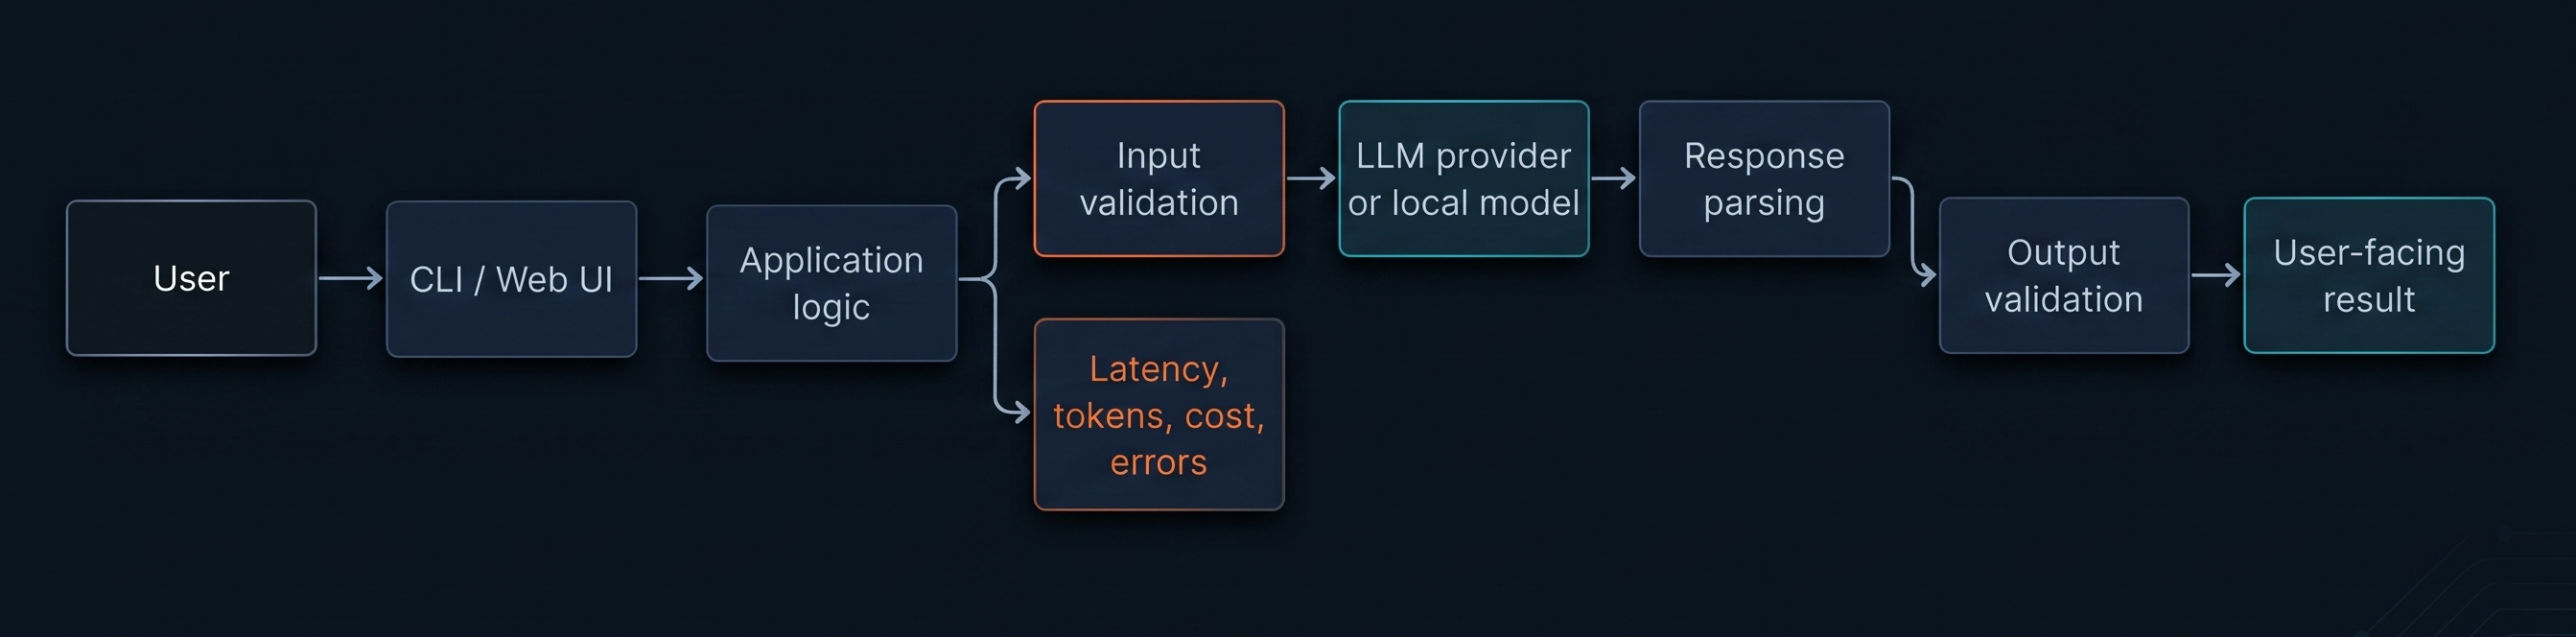 User
CLI / Web UI
Application
logic
Input
validation
LLM provider
or local model
Response
parsing
Latency,
tokens, cost,
errors
Output
validation
User-facing
result